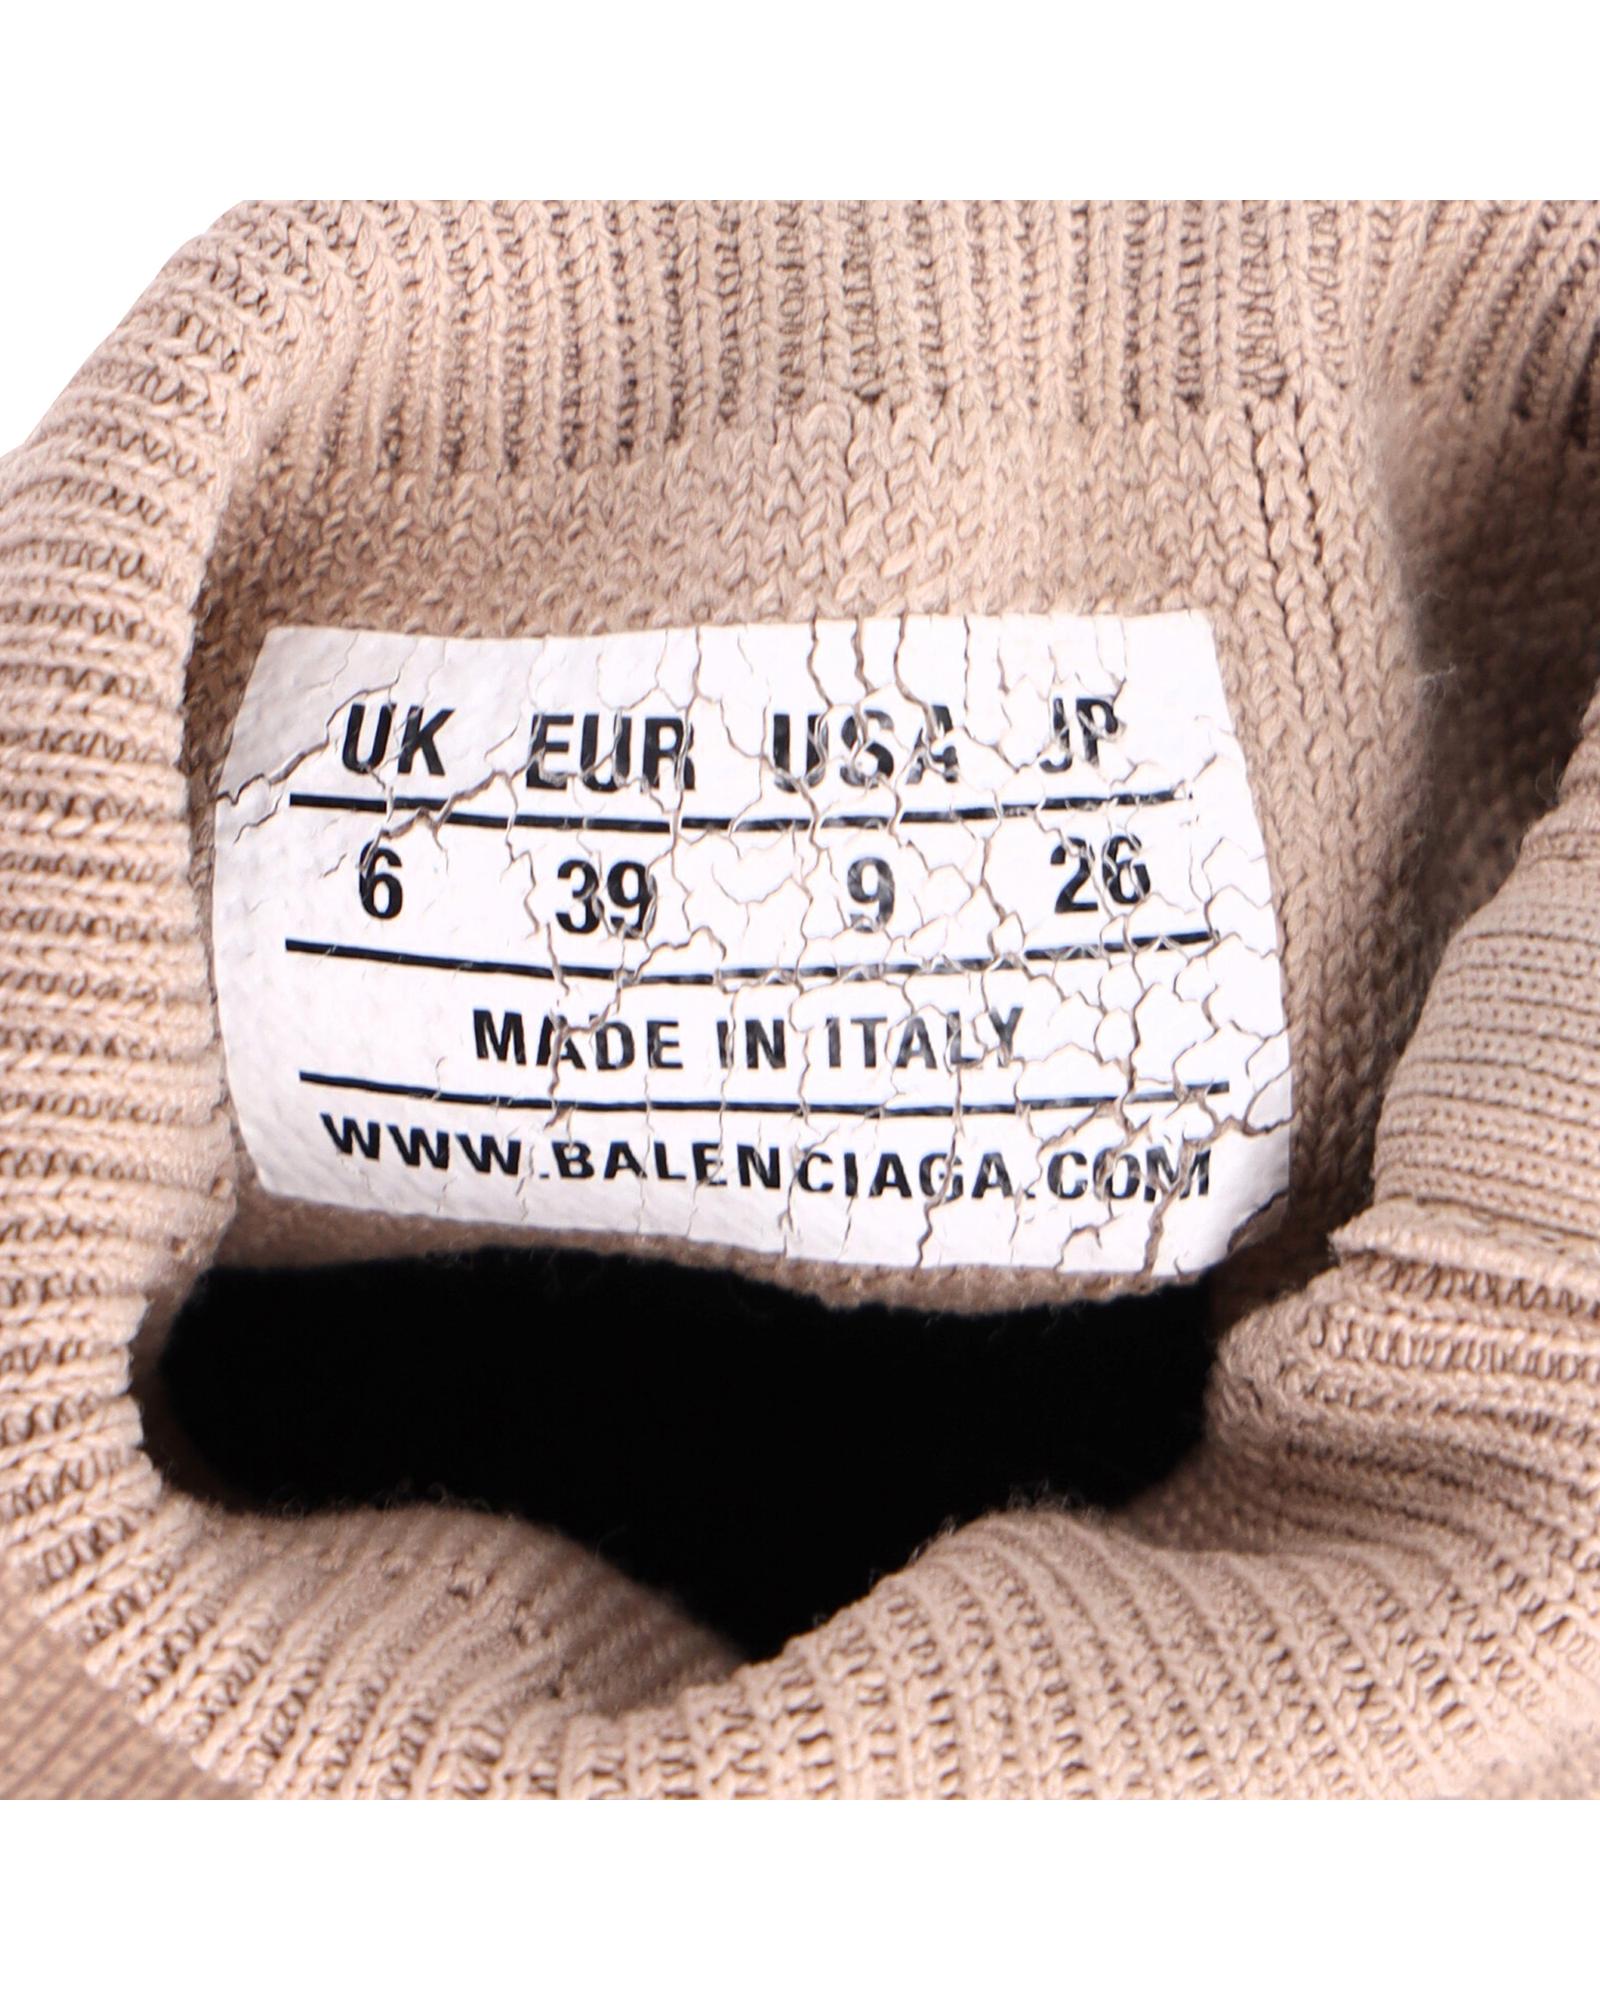 UK EUR USA JP
6 39 9 26
MADE IN ITALY
WWW.BALENCIAGA.COM